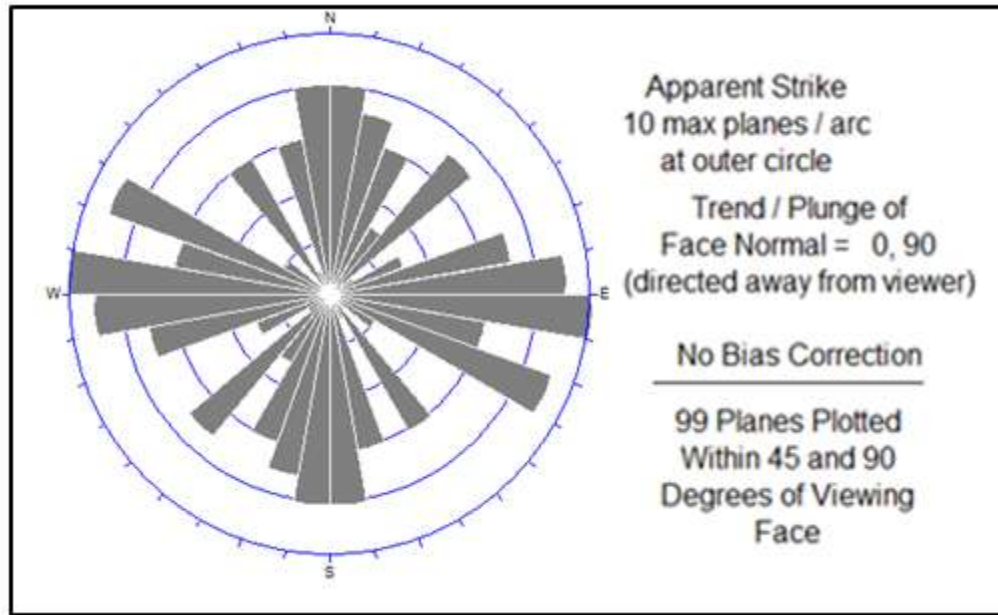 N
W
E
S
Apparent Strike
10 max planes / arc
at outer circle
Trend / Plunge of
Face Normal = 0, 90
(directed away from viewer)
No Bias Correction
99 Planes Plotted
Within 45 and 90
Degrees of Viewing
Face